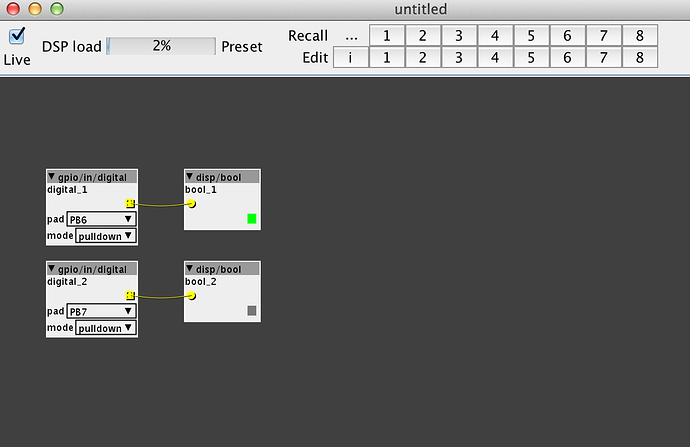 untitled
Live
DSP load 2% Preset
Recall ... 1 2 3 4 5 6 7 8
Edit i 1 2 3 4 5 6 7 8
gpio/in/digital
digital_1
pad PB6
mode pulldown
disp/bool
bool_1
gpio/in/digital
digital_2
pad PB7
mode pulldown
disp/bool
bool_2